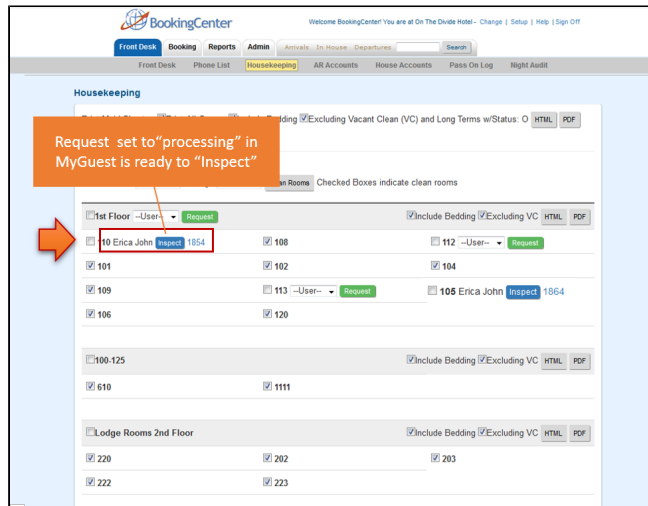 BookingCenter
Welcome BookingCenter! You are at On The Divide Hotel - Change | Setup | Help | Sign Off
Front Desk Booking Reports Admin Arrivals In House Departures Search
Front Desk Phone List Housekeeping AR Accounts House Accounts Pass On Log Night Audit
Housekeeping
Bedding Excluding Vacant Clean (VC) and Long Terms w/Status: O HTML PDF
Request set to"processing" in
MyGuest is ready to "Inspect"
Rooms Checked Boxes indicate clean rooms
1st Floor --User-- Request Include Bedding Excluding VC HTML PDF
110 Erica John Inspect 1854 108 112 --User-- Request
101 102 104
109 113 --User-- Request 105 Erica John Inspect 1864
106 120
100-125 Include Bedding Excluding VC HTML PDF
610 1111
Lodge Rooms 2nd Floor Include Bedding Excluding VC HTML PDF
220 202 203
222 223